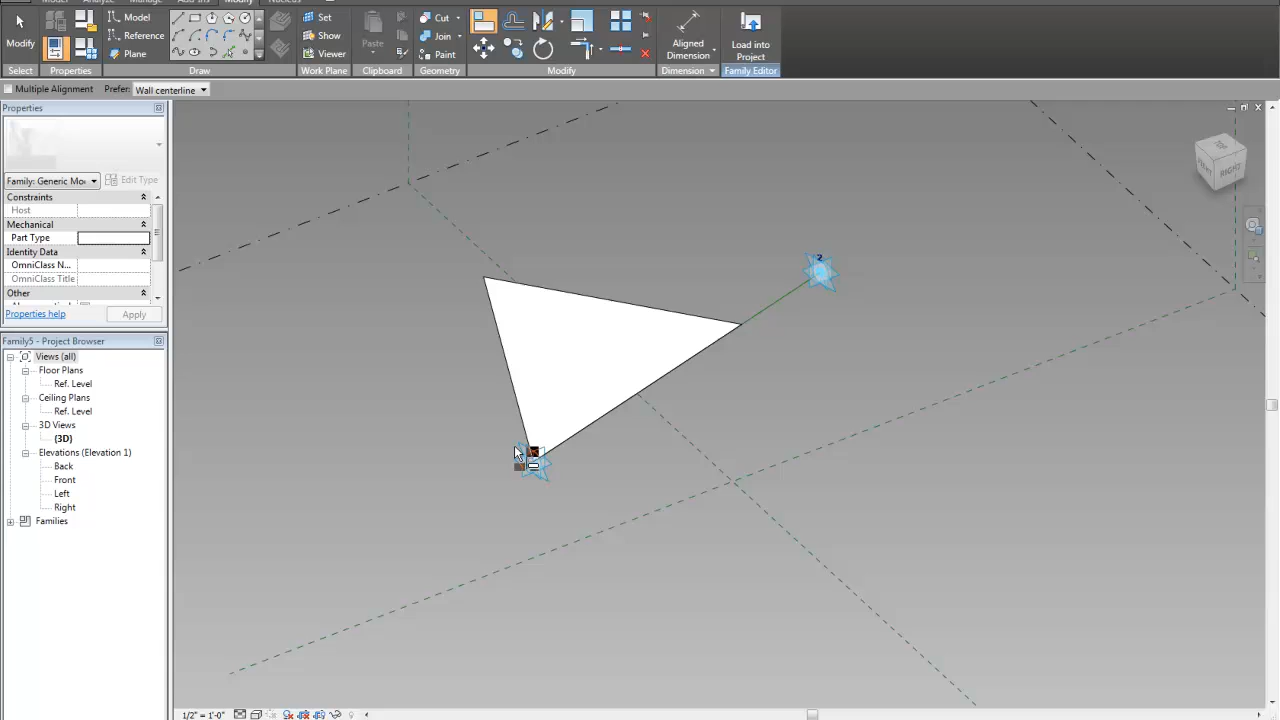 Modify
Model
Reference
Plane
Set
Show
Viewer
Paste
Cut
Join
Paint
Aligned
Dimension
Load into
Project
Select
Properties
Draw
Work Plane
Clipboard
Geometry
Modify
Dimension
Family Editor
Multiple Alignment
Prefer:
Wall centerline
Properties
Family: Generic Mo
Edit Type
Constraints
Host
Mechanical
Part Type
Identity Data
OmniClass N...
OmniClass Title
Other
Properties help
Apply
Family5 - Project Browser
Views (all)
Floor Plans
Ref. Level
Ceiling Plans
Ref. Level
3D Views
(3D)
Elevations (Elevation 1)
Back
Front
Left
Right
Families
2
TOP
FRONT
RIGHT
1/2" = 1'-0"